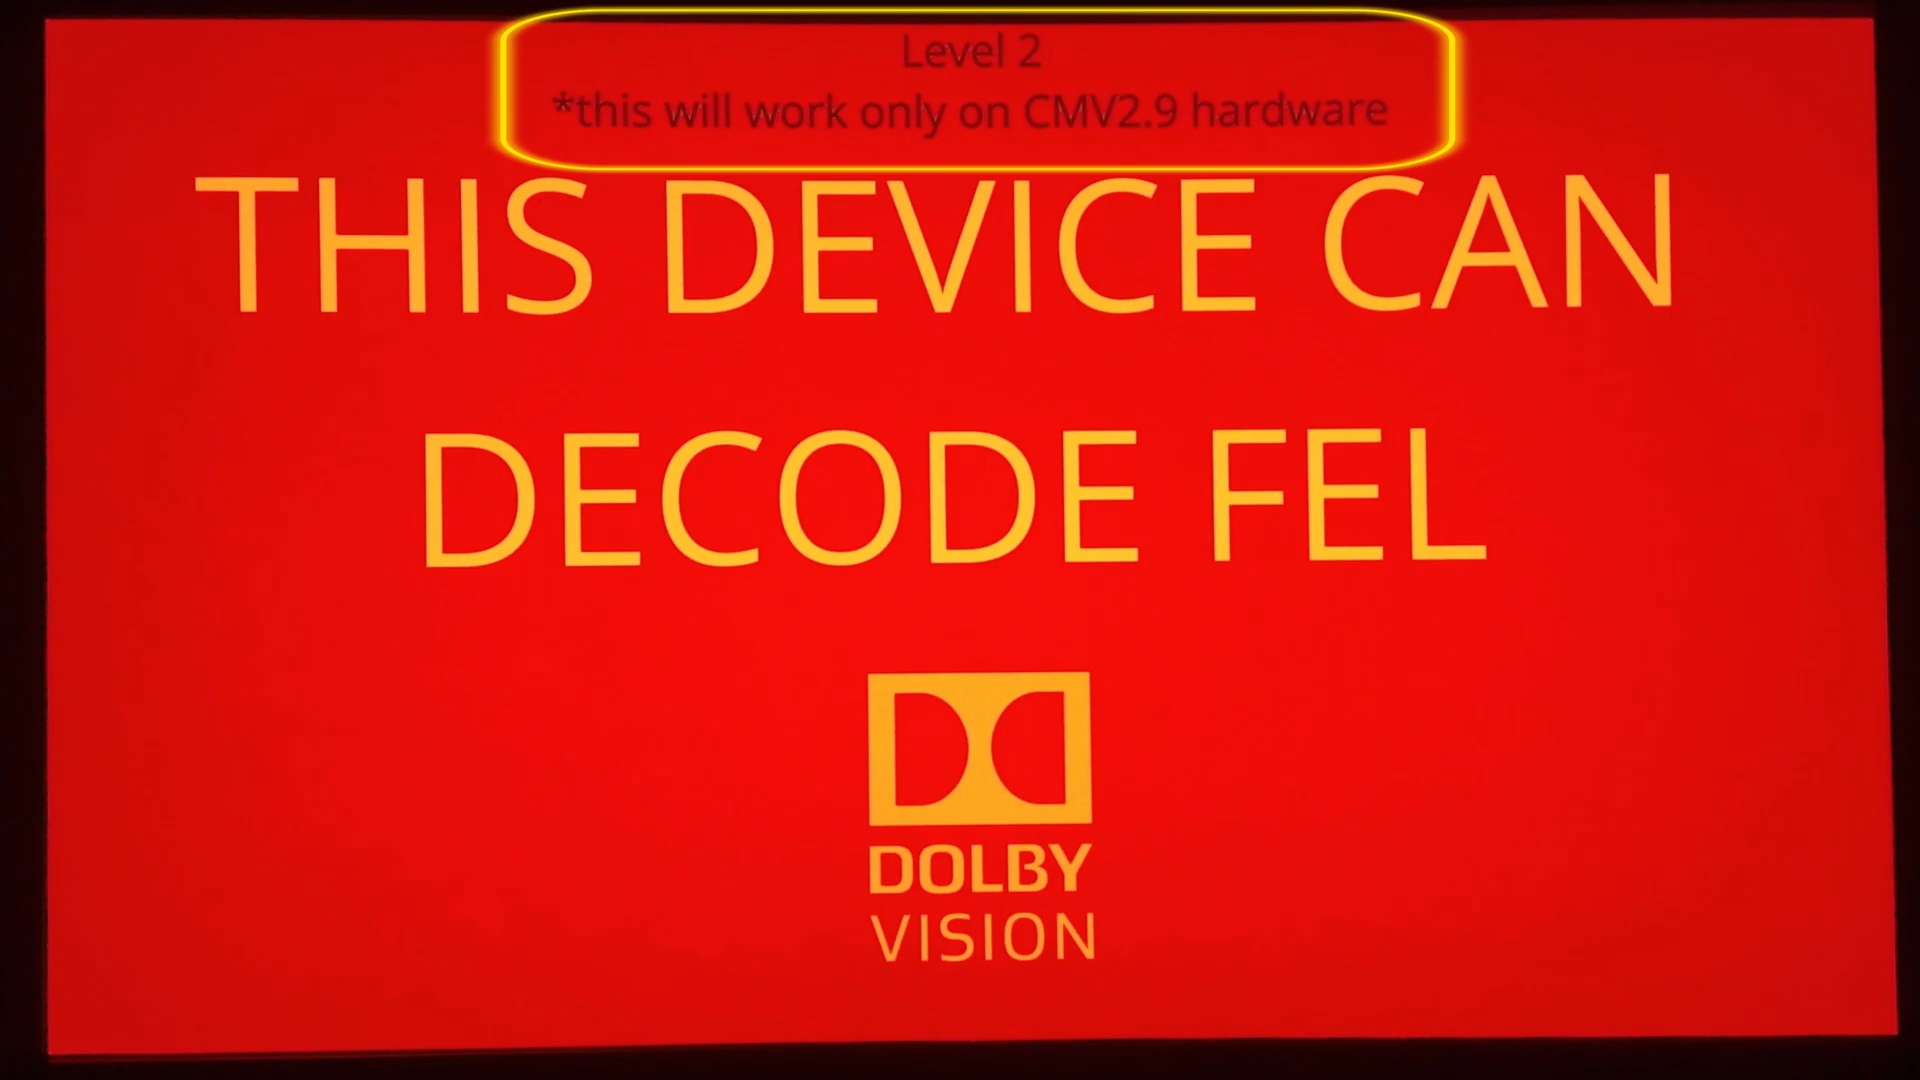 Level 2
*this will work only on CMV2.9 hardware
THIS DEVICE CAN
DECODE FEL
DOLBY
VISION